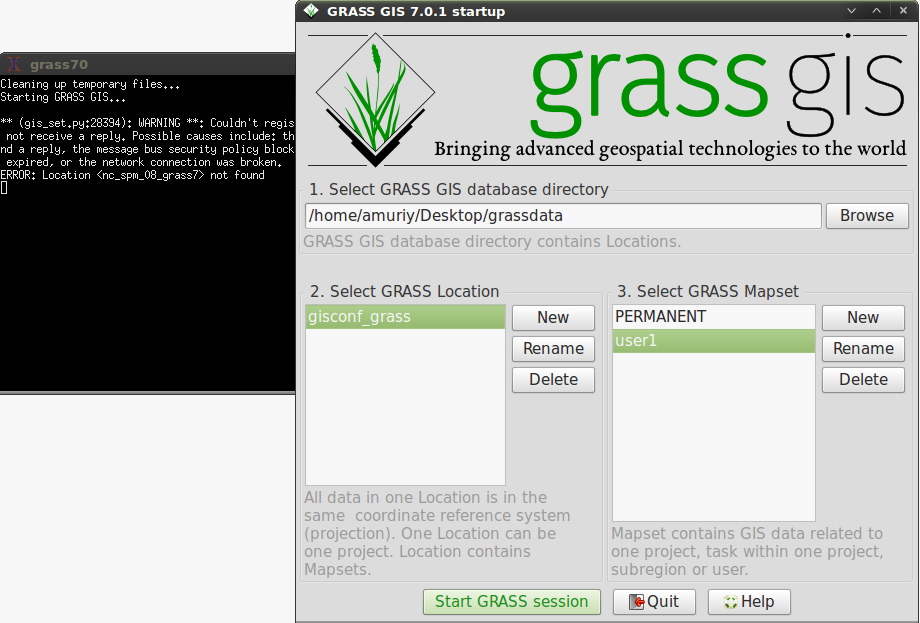 GRASS GIS 7.0.1 startup
grass70
Cleaning up temporary files...
Starting GRASS GIS...
** (gis_set.py:28394): WARNING **: Couldn't regis
not receive a reply. Possible causes include: th
nd a reply, the message bus security policy block
expired, or the network connection was broken.
ERROR: Location <nc_spm_08_grass7> not found
grass gis
Bringing advanced geospatial technologies to the world
1. Select GRASS GIS database directory
/home/amuriy/Desktop/grassdata
Browse
GRASS GIS database directory contains Locations.
2. Select GRASS Location
gisconf_grass
New
Rename
Delete
All data in one Location is in the
same coordinate reference system
(projection). One Location can be
one project. Location contains
Mapsets.
3. Select GRASS Mapset
PERMANENT
user1
New
Rename
Delete
Mapset contains GIS data related to
one project, task within one project,
subregion or user.
Start GRASS session
Quit
Help